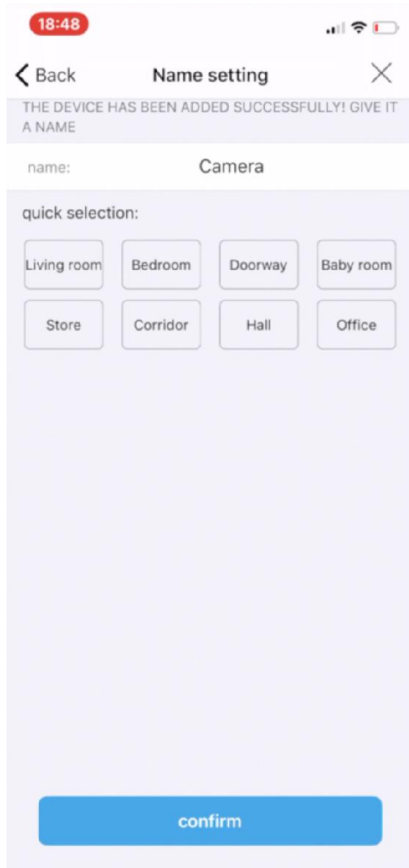 18:48
Back Name setting
THE DEVICE HAS BEEN ADDED SUCCESSFULLY! GIVE IT
A NAME
name: Camera
quick selection:
Living room Bedroom Doorway Baby room
Store Corridor Hall Office
confirm